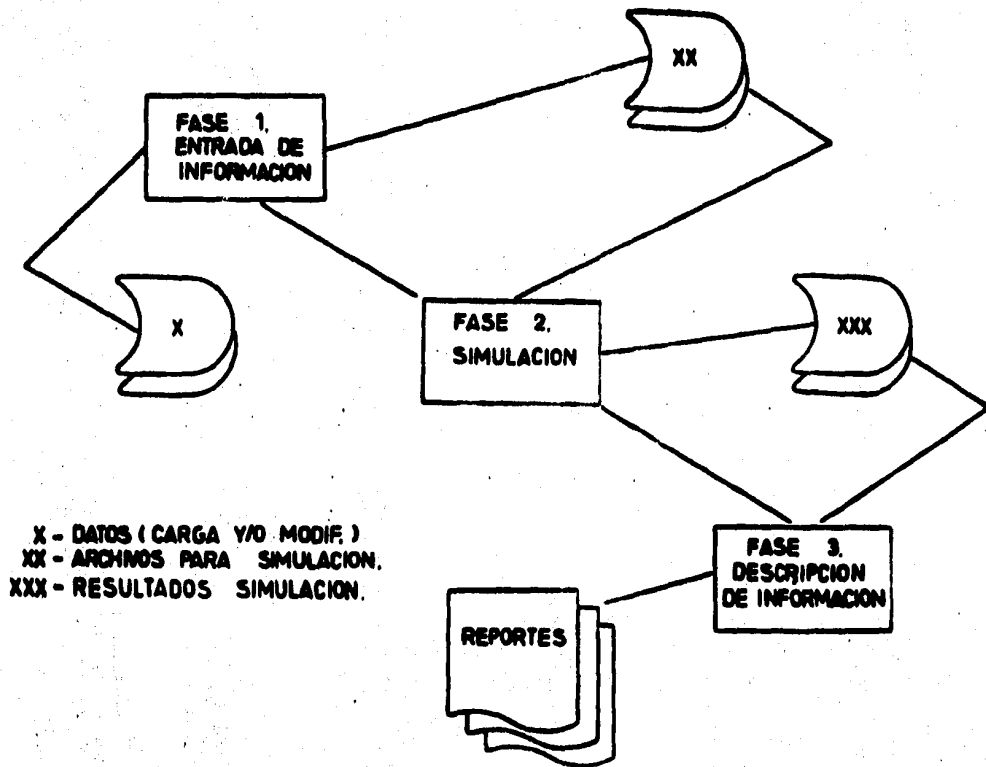 XX
FASE 1.
ENTRADA DE
INFORMACION
X
FASE 2.
SIMULACION
XXX
X - DATOS ( CARGA Y/O MODIF. )
XX - ARCHIVOS PARA SIMULACION.
XXX - RESULTADOS SIMULACION.
FASE 3.
DESCRIPCION
DE INFORMACION
REPORTES